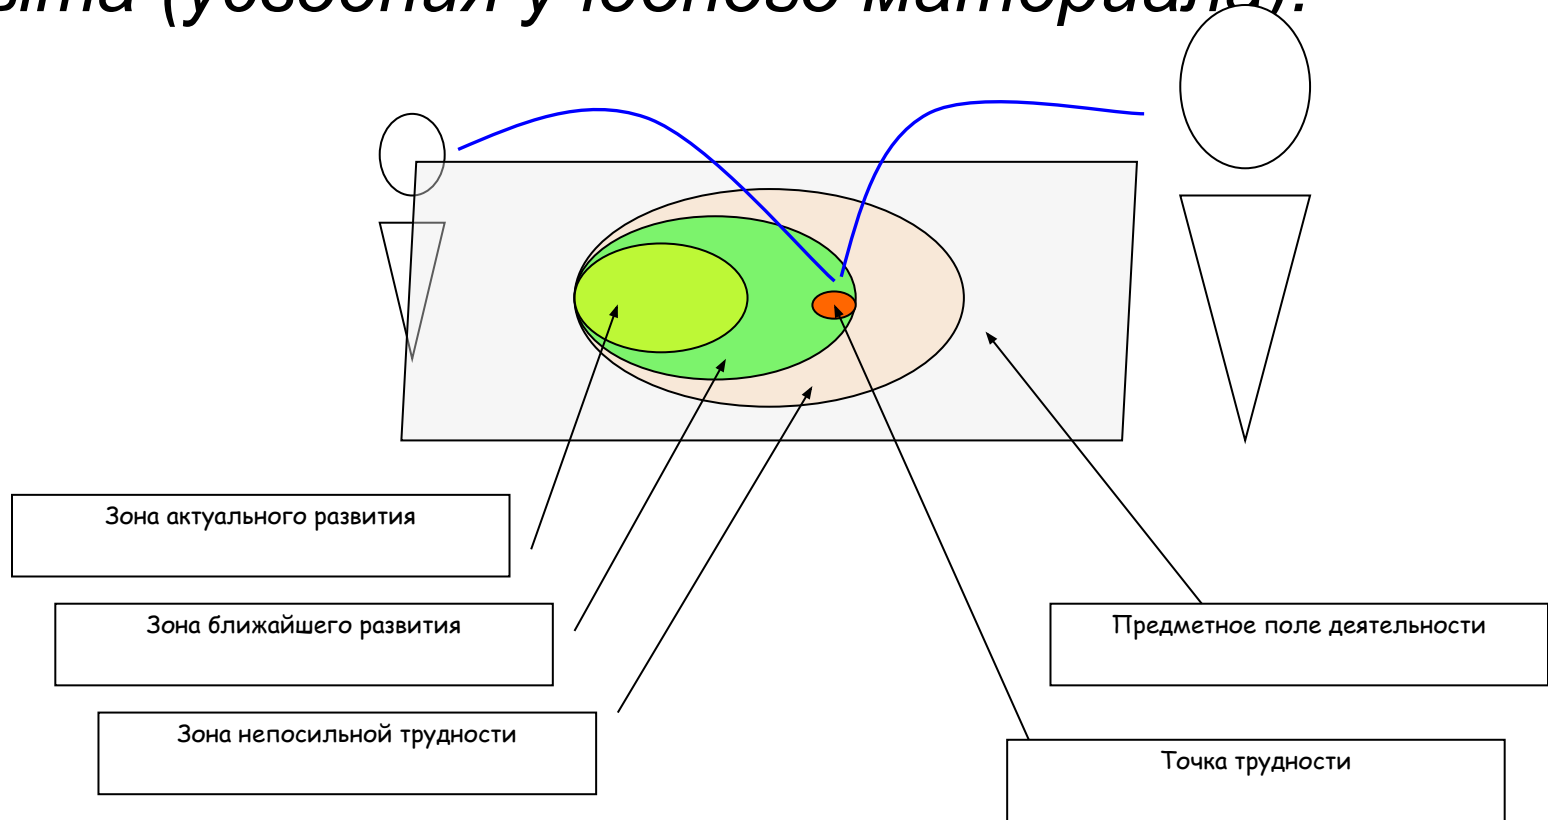 Зона актуального развития
Зона ближайшего развития
Предметное поле деятельности
Зона непосильной трудности
Точка трудности